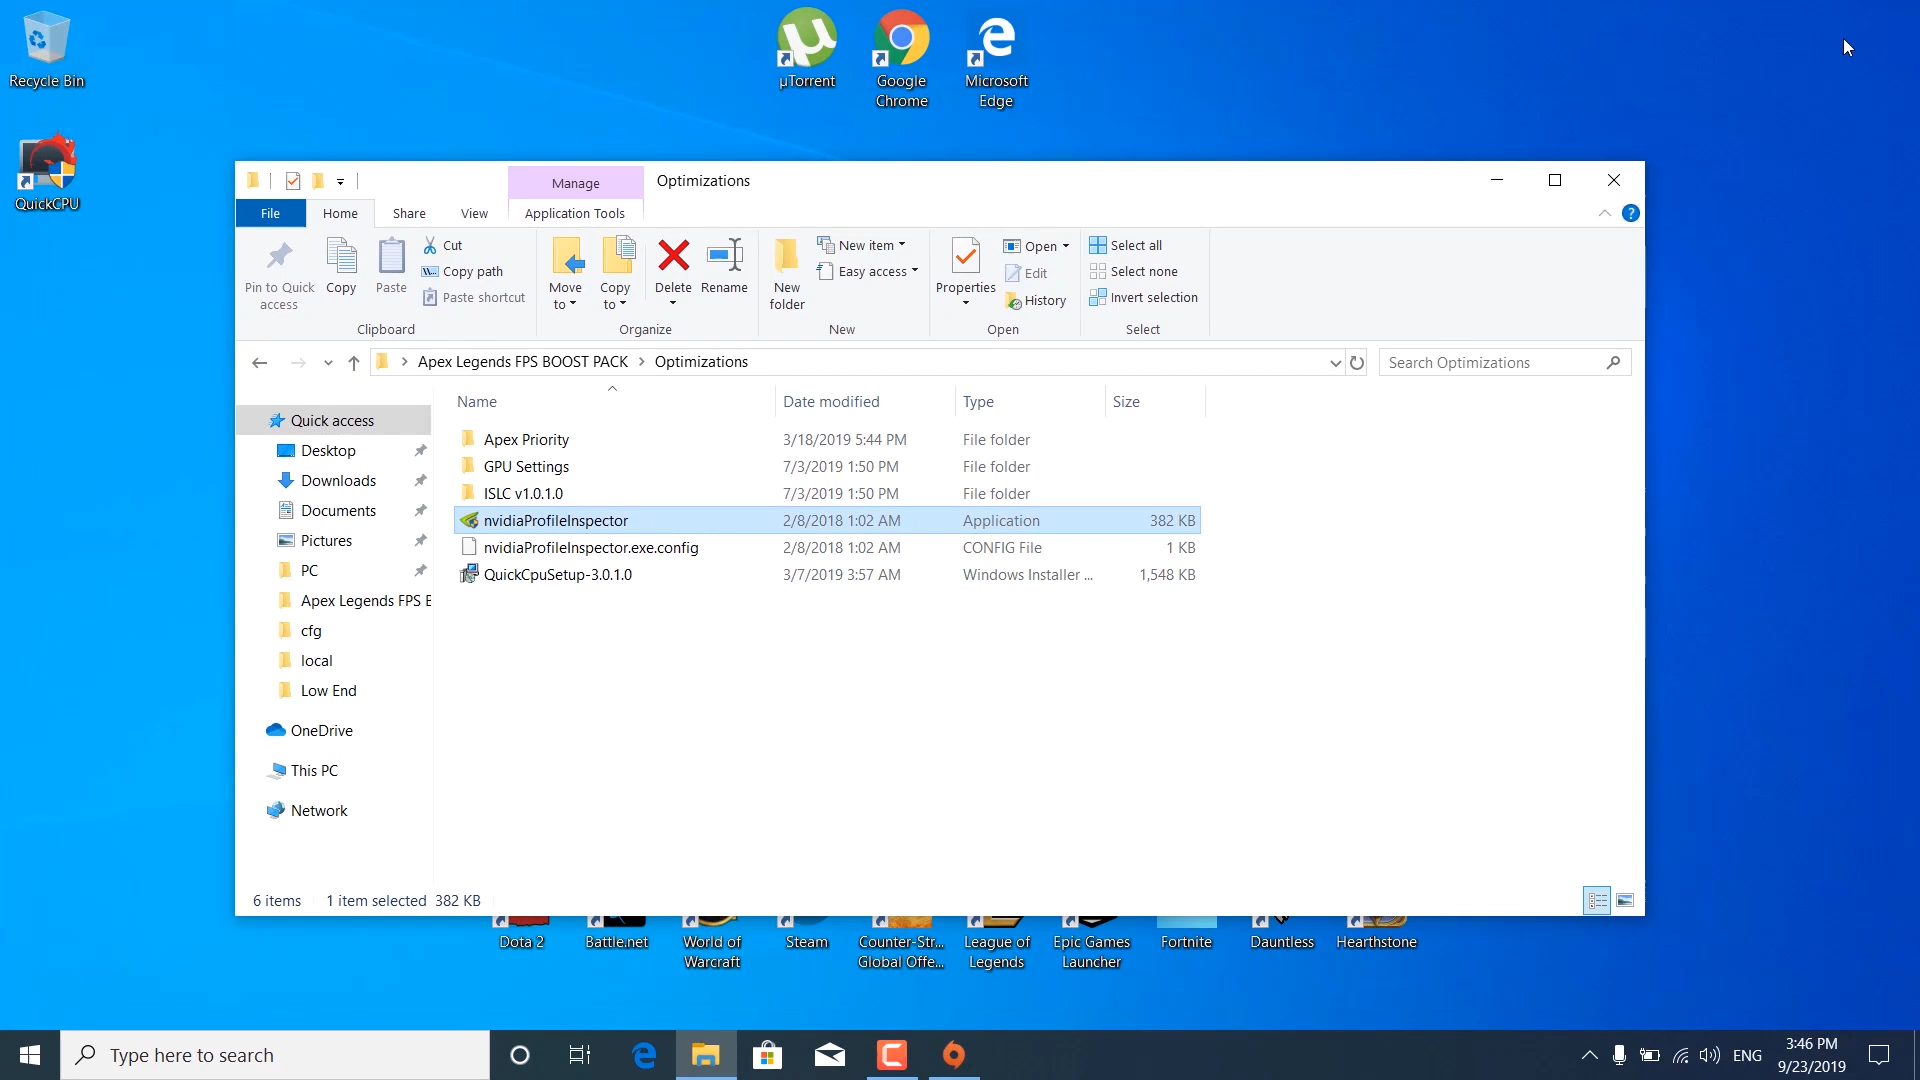 Recycle Bin
µTorrent
Google
Chrome
Microsoft
Edge
QuickCPU
Manage
Optimizations
File
Home
Share
View
Application Tools
Pin to Quick
access
Copy
Paste
Cut
Copy path
Paste shortcut
Clipboard
Move
to
Copy
to
Delete
Rename
Organize
New
folder
New item
Easy access
New
Properties
Open
Edit
History
Open
Select all
Select none
Invert selection
Select
Apex Legends FPS BOOST PACK
Optimizations
Search Optimizations
Name
Date modified
Type
Size
Quick access
Desktop
Downloads
Documents
Pictures
PC
Apex Legends FPS B
cfg
local
Low End
OneDrive
This PC
Network
Apex Priority 3/18/2019 5:44 PM File folder
GPU Settings 7/3/2019 1:50 PM File folder
ISLC v1.0.1.0 7/3/2019 1:50 PM File folder
nvidiaProfileInspector 2/8/2018 1:02 AM Application 382 KB
nvidiaProfileInspector.exe.config 2/8/2018 1:02 AM CONFIG File 1 KB
QuickCpuSetup-3.0.1.0 3/7/2019 3:57 AM Windows Installer ... 1,548 KB
6 items
1 item selected 382 KB
Dota 2
Battle.net
World of
Warcraft
Steam
Counter-Str...
Global Offe...
League of
Legends
Epic Games
Launcher
Fortnite
Dauntless
Hearthstone
Type here to search
ENG
3:46 PM
9/23/2019